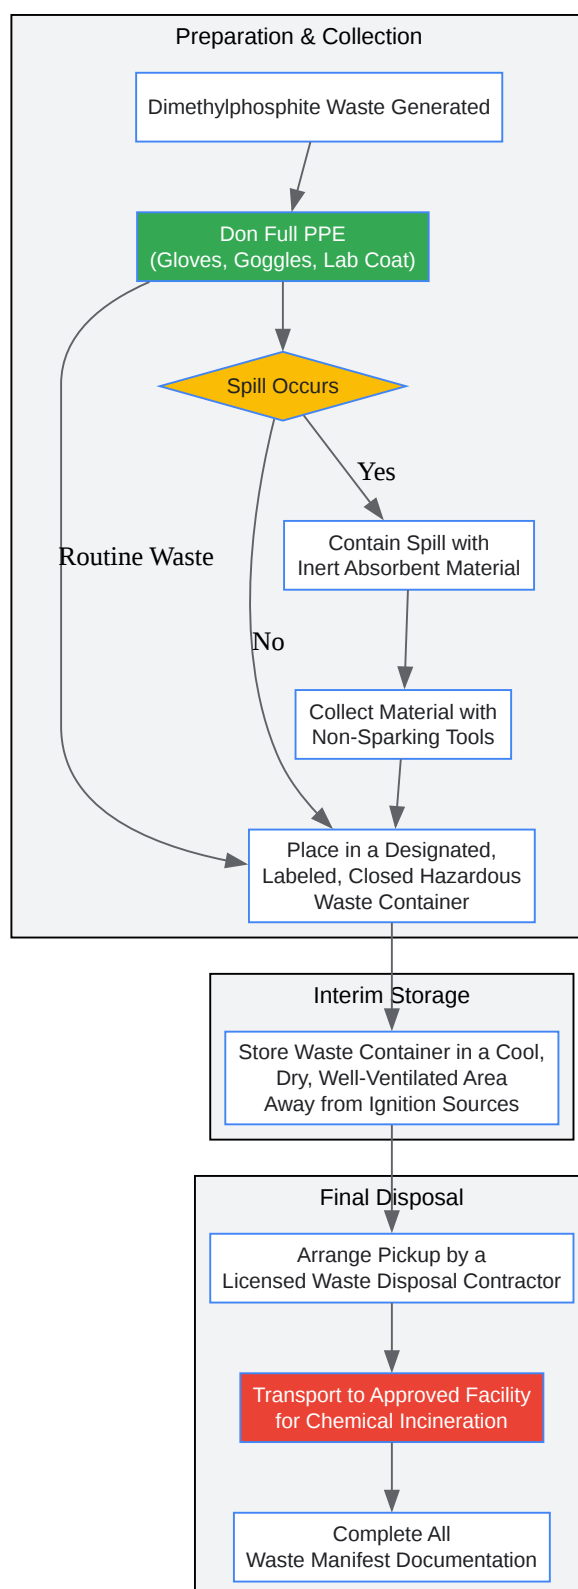 Preparation & Collection
Dimethylphosphite Waste Generated
Don Full PPE
(Gloves, Goggles, Lab Coat)
Spill Occurs
Yes
Contain Spill with
Inert Absorbent Material
Routine Waste
No
Collect Material with
Non-Sparking Tools
Place in a Designated,
Labeled, Closed Hazardous
Waste Container
Interim Storage
Store Waste Container in a Cool,
Dry, Well-Ventilated Area
Away from Ignition Sources
Final Disposal
Arrange Pickup by a
Licensed Waste Disposal Contractor
Transport to Approved Facility
for Chemical Incineration
Complete All
Waste Manifest Documentation